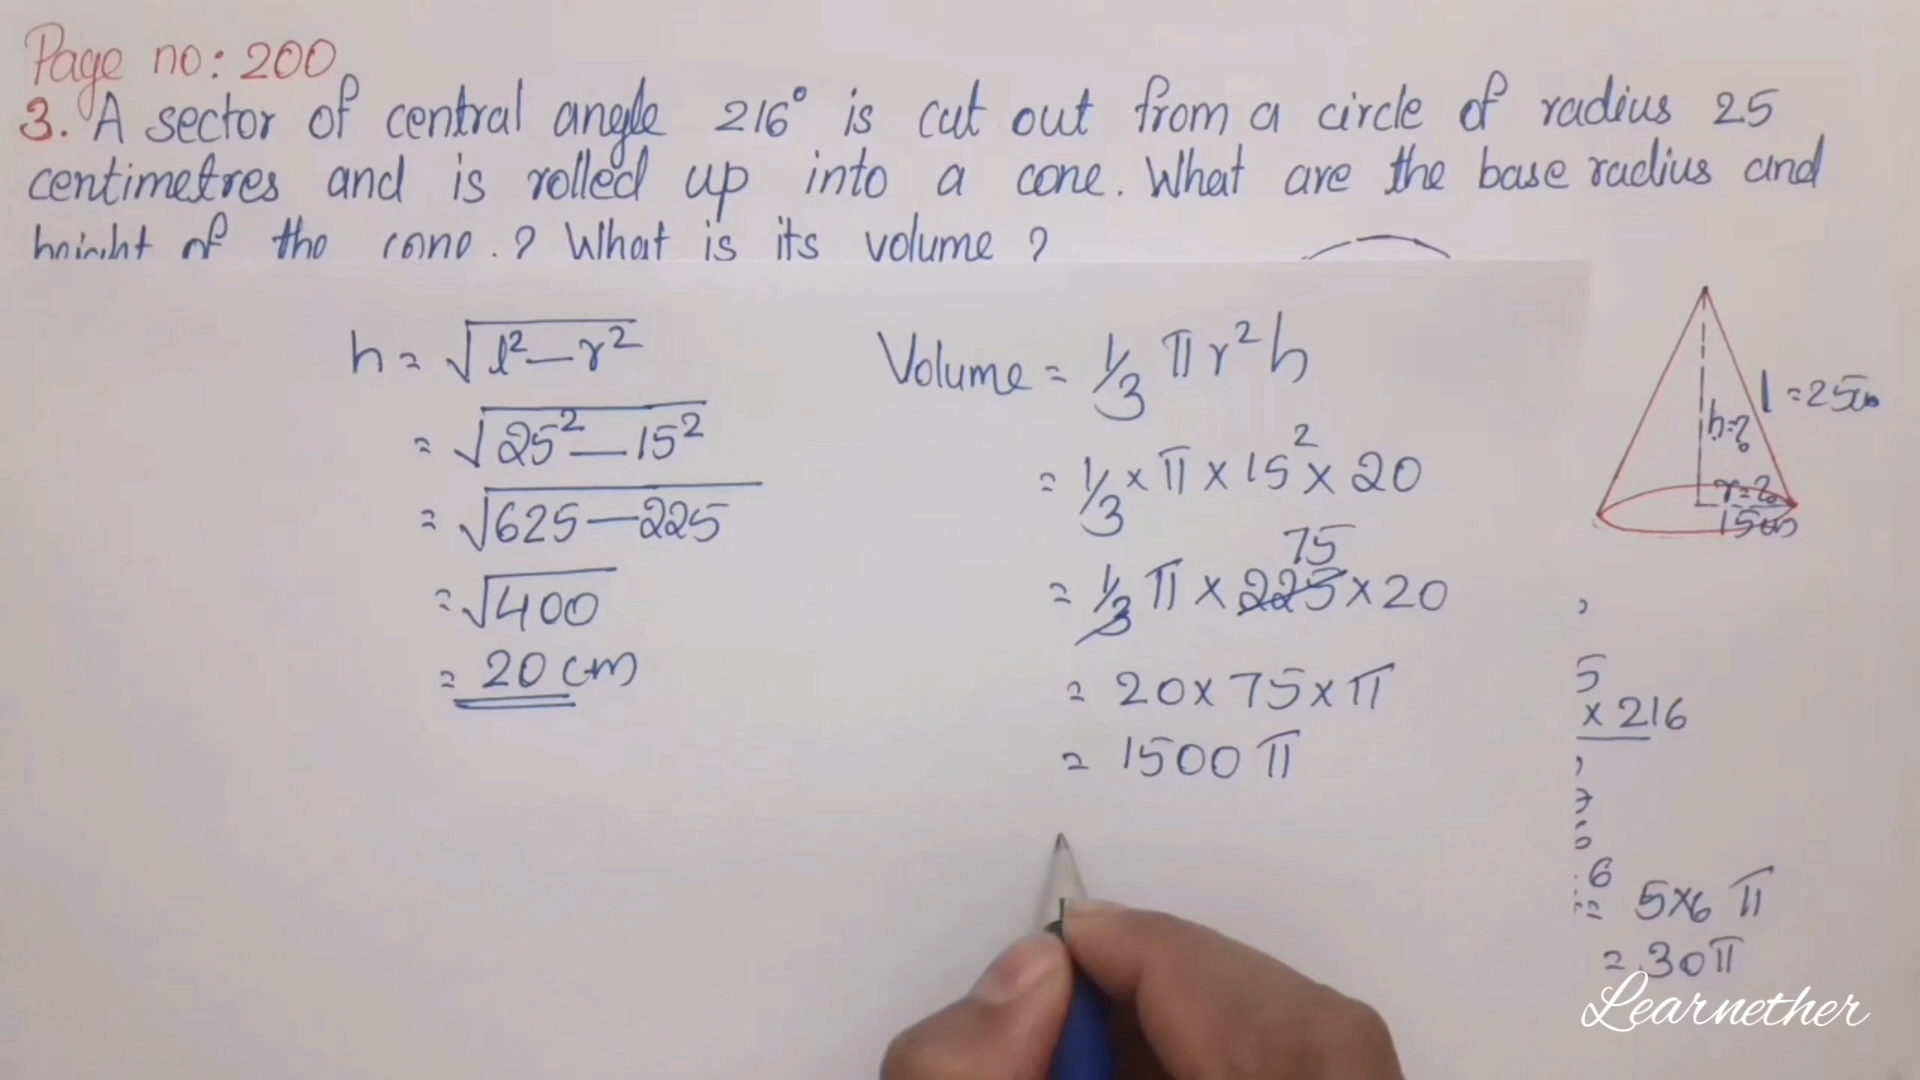 Page no: 200
3. A sector of central angle 216° is cut out from a circle of radius 25
centimetres and is rolled up into a cone. What are the base radius and
height of the cone.? What is its volume ?
h = √l² — r²
= √25² — 15²
= √625 — 225
= √400
= 20 cm
Volume = 1/3 π r² h
= 1/3 × π × 15² × 20
75
= 1/3 π × 225 × 20
= 20 × 75 × π
= 1500 π
l = 25cm
h=?
r=?
15cm
5
× 216
6
= 5×6 π
= 30π
Learnether